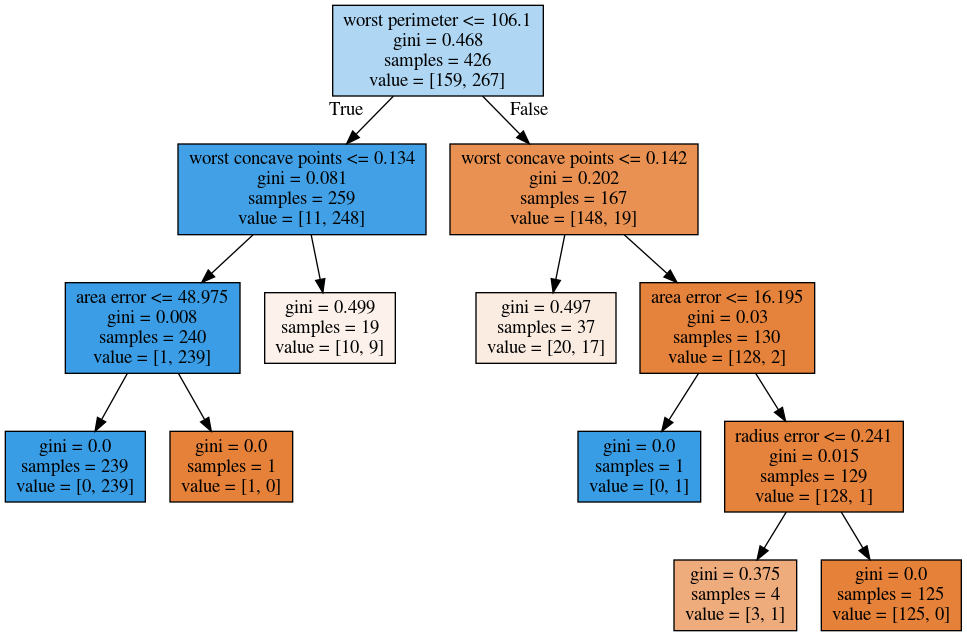 worst perimeter <= 106.1
gini = 0.468
samples = 426
value = [159, 267]
True
False
worst concave points <= 0.134
gini = 0.081
samples = 259
value = [11, 248]
worst concave points <= 0.142
gini = 0.202
samples = 167
value = [148, 19]
area error <= 48.975
gini = 0.008
samples = 240
value = [1, 239]
gini = 0.499
samples = 19
value = [10, 9]
gini = 0.497
samples = 37
value = [20, 17]
area error <= 16.195
gini = 0.03
samples = 130
value = [128, 2]
gini = 0.0
samples = 239
value = [0, 239]
gini = 0.0
samples = 1
value = [1, 0]
gini = 0.0
samples = 1
value = [0, 1]
radius error <= 0.241
gini = 0.015
samples = 129
value = [128, 1]
gini = 0.375
samples = 4
value = [3, 1]
gini = 0.0
samples = 125
value = [125, 0]